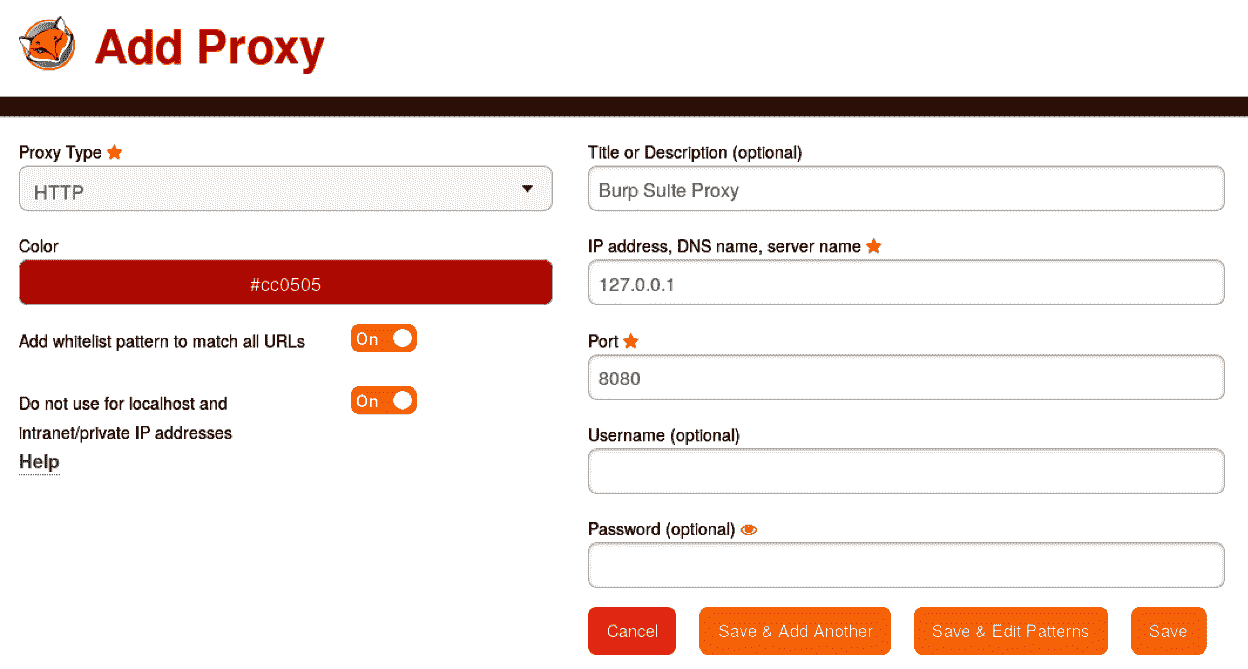 Add Proxy
Proxy Type
HTTP
Color
#cc0505
Add whitelist pattern to match all URLs
On
Do not use for localhost and
intranet/private IP addresses
On
Help
Title or Description (optional)
Burp Suite Proxy
IP address, DNS name, server name
127.0.0.1
Port
8080
Username (optional)
Password (optional)
Cancel
Save & Add Another
Save & Edit Patterns
Save